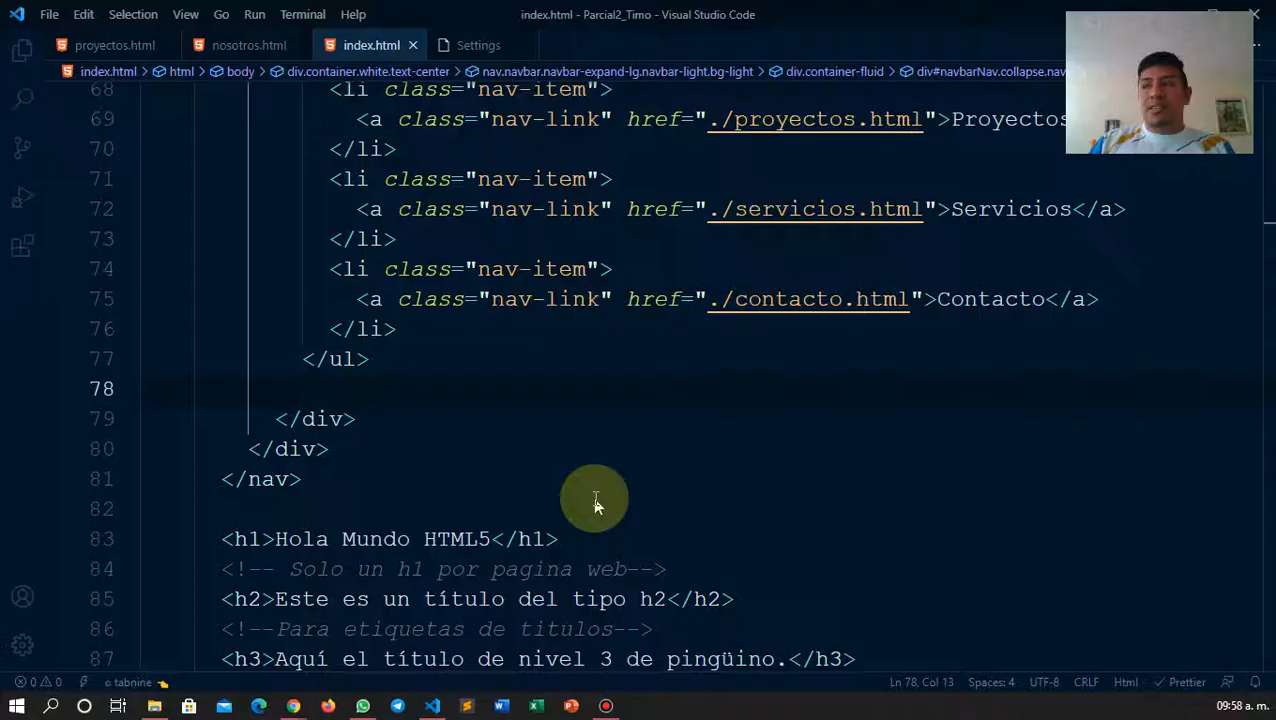 File Edit Selection View Go Run Terminal Help index.html - Parcial2_Timo - Visual Studio Code
proyectos.html nosotros.html index.html Settings
index.html html body div.container.white.text-center nav.navbar.navbar-expand-lg.navbar-light.bg-light div.container-fluid div#navbarNav.collapse.nav
68 <li class="nav-item">
69 <a class="nav-link" href="./proyectos.html">Proyectos
70 </li>
71 <li class="nav-item">
72 <a class="nav-link" href="./servicios.html">Servicios</a>
73 </li>
74 <li class="nav-item">
75 <a class="nav-link" href="./contacto.html">Contacto</a>
76 </li>
77 </ul>
78
79 </div>
80 </div>
81 </nav>
82
83 <h1>Hola Mundo HTML5</h1>
84 <!-- Solo un h1 por pagina web-->
85 <h2>Este es un título del tipo h2</h2>
86 <!--Para etiquetas de titulos-->
87 <h3>Aquí el título de nivel 3 de pingüino.</h3>
0 0 tabnine Ln 78, Col 13 Spaces: 4 UTF-8 CRLF Html Prettier
09:58 a. m.